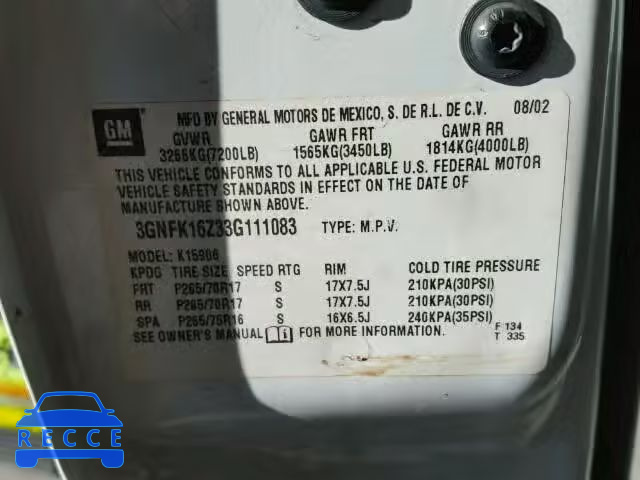 GM
MFD BY GENERAL MOTORS DE MEXICO, S. DE R.L. DE C.V. 08/02
GVWR GAWR FRT GAWR RR
3266KG(7200LB) 1565KG(3450LB) 1814KG(4000LB)
THIS VEHICLE CONFORMS TO ALL APPLICABLE U.S. FEDERAL MOTOR
VEHICLE SAFETY STANDARDS IN EFFECT ON THE DATE OF
MANUFACTURE SHOWN ABOVE.
3GNFK16Z33G111083 TYPE: M.P.V.
MODEL: K15906
KPDG TIRE SIZE SPEED RTG RIM COLD TIRE PRESSURE
FRT P265/70R17 S 17X7.5J 210KPA(30PSI)
RR P265/70R17 S 17X7.5J 210KPA(30PSI)
SPA P265/75R16 S 16X6.5J 240KPA(35PSI)
SEE OWNER'S MANUAL FOR MORE INFORMATION. F 134
T 335
RECCE